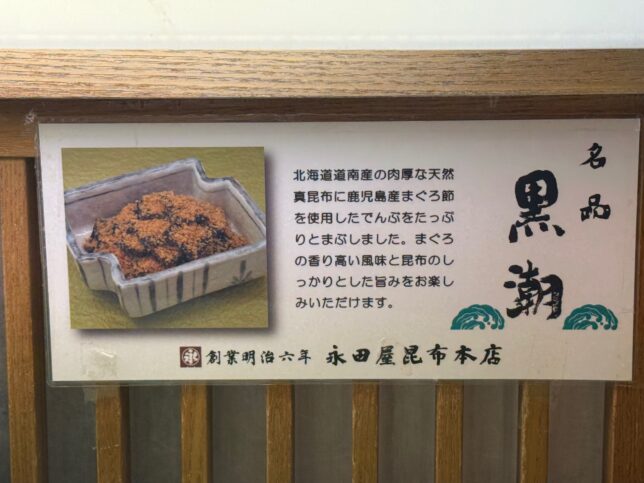 名品
黒潮
北海道道南産の肉厚な天然
真昆布に鹿児島産まぐろ節
を使用したでんぶをたっぷ
りとまぶしました。まぐろ
の香り高い風味と昆布のし
っかりとした旨みをお楽し
みいただけます。
永 創業明治六年 永田屋昆布本店